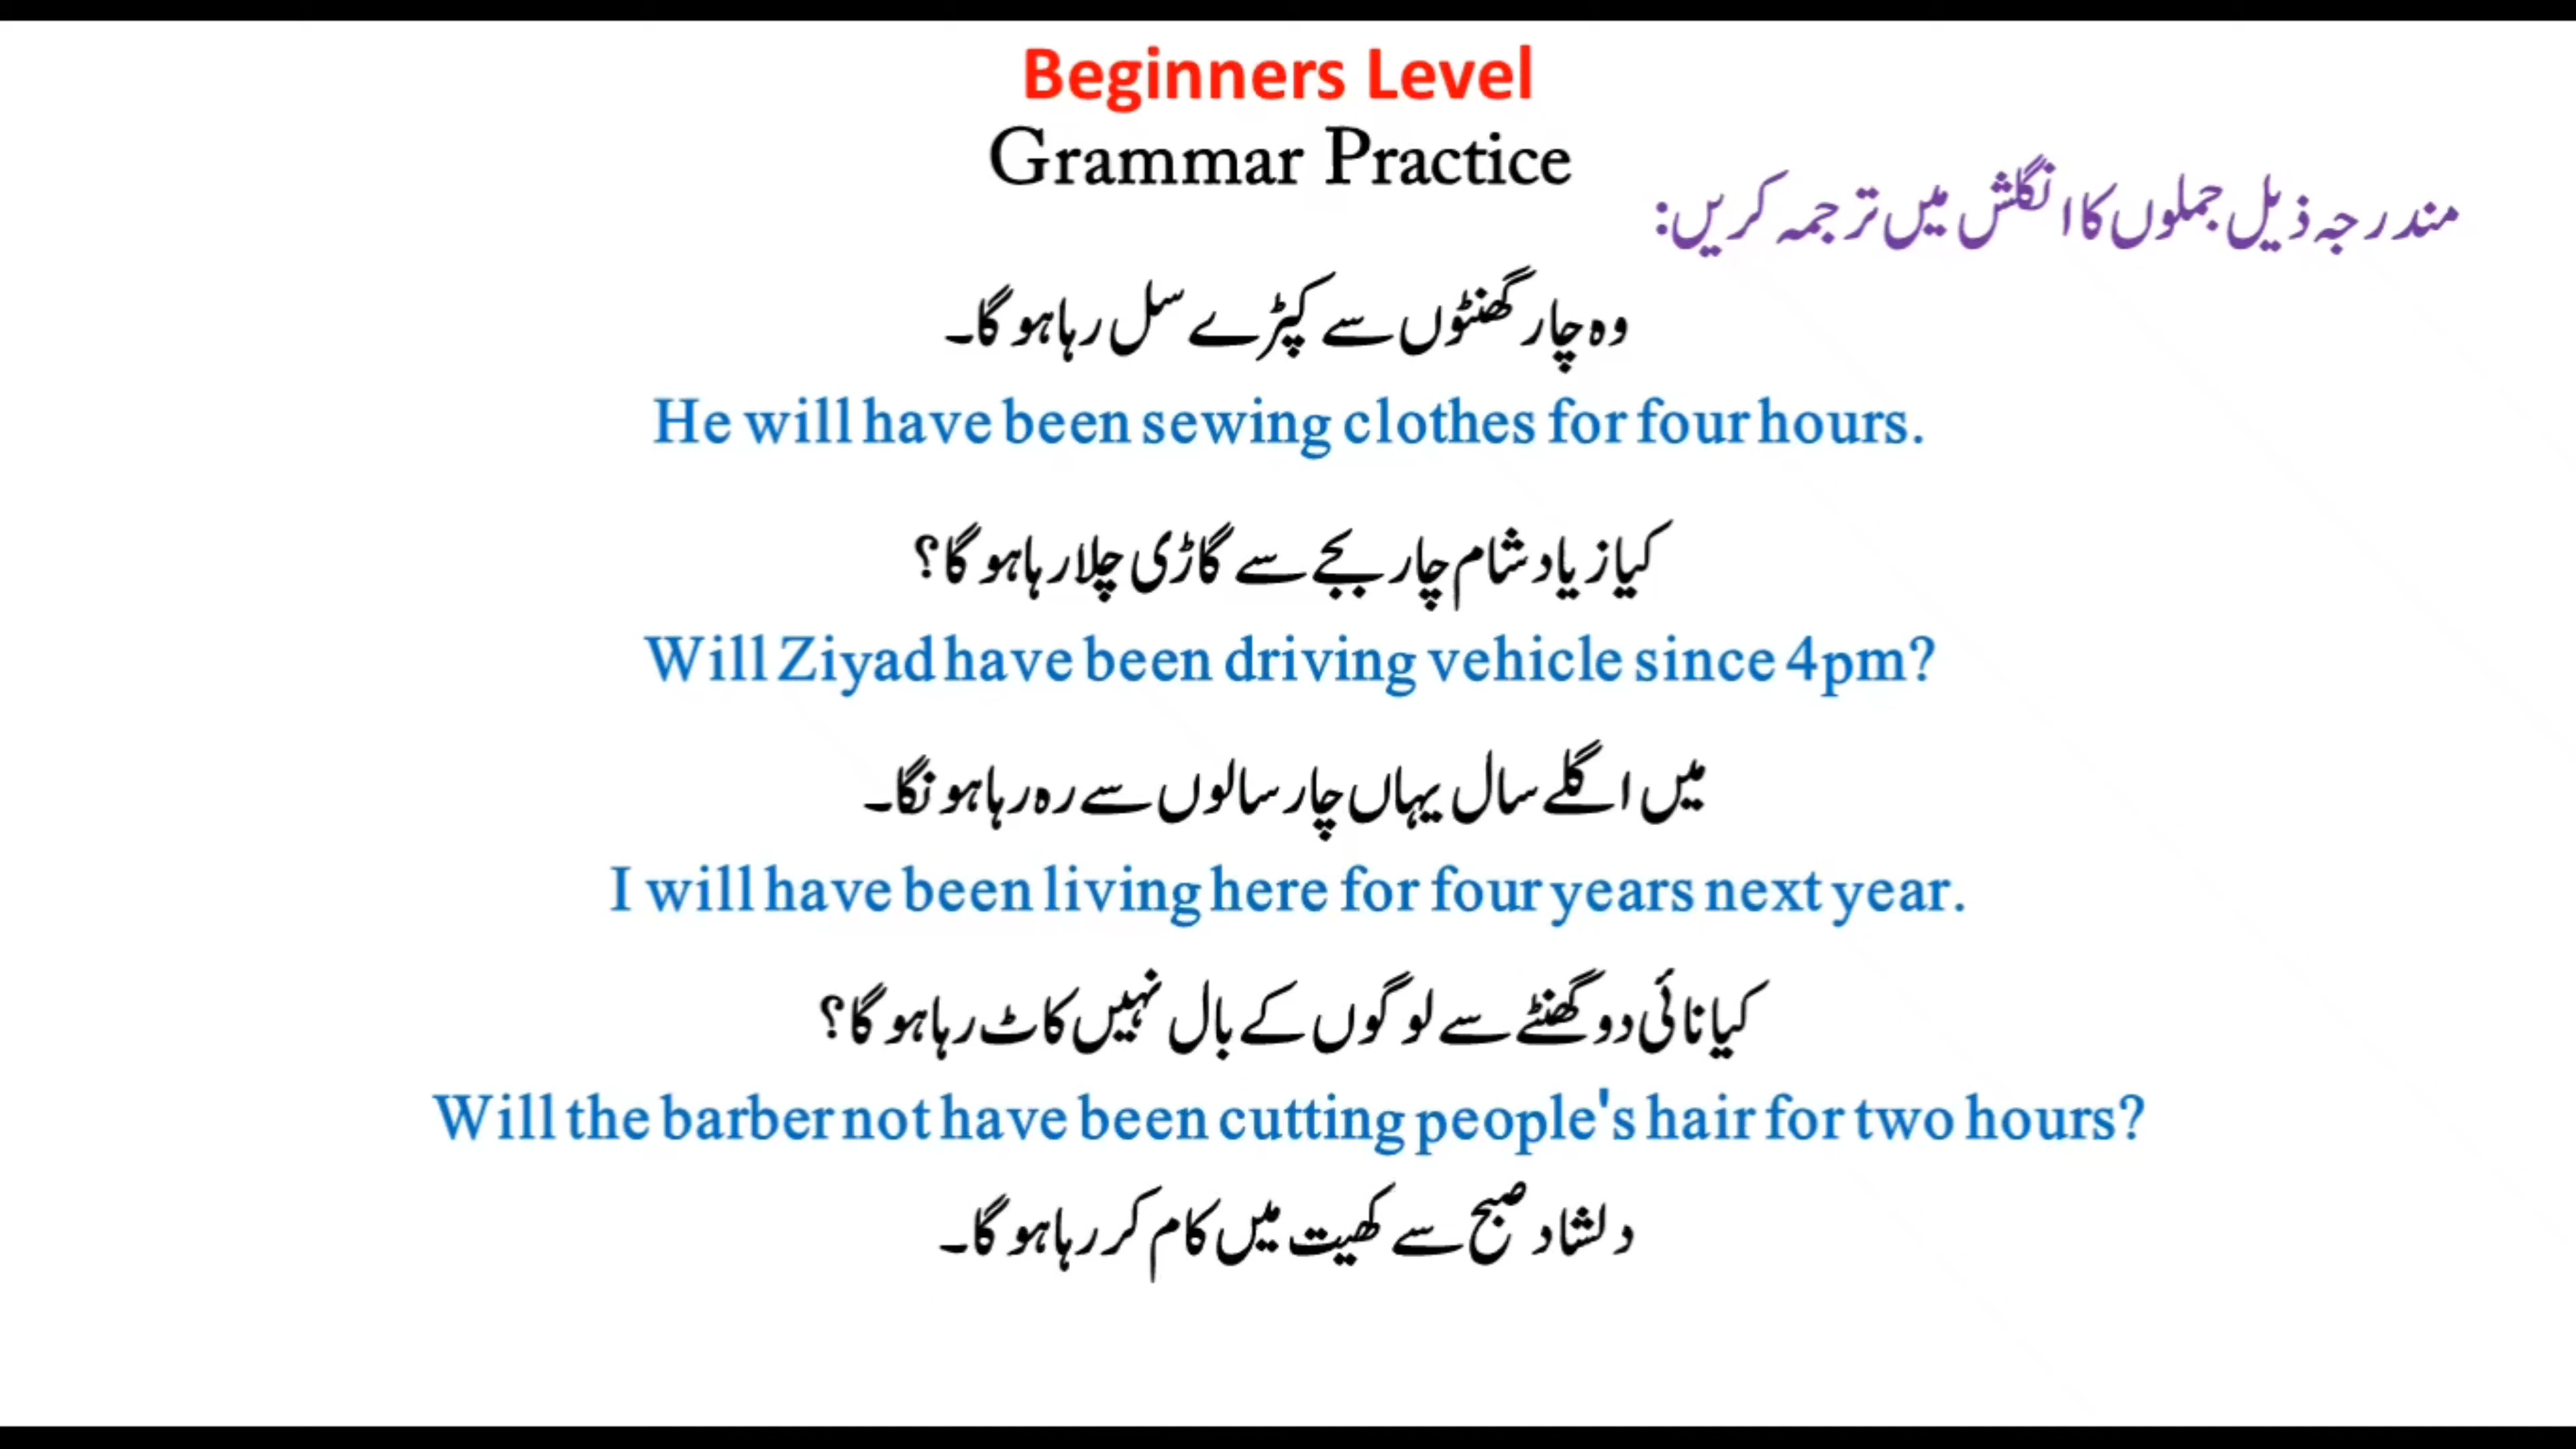 Beginners Level
Grammar Practice
مندرجہ ذیل جملوں کا انگلش میں ترجمہ کریں:
وہ چار گھنٹوں سے کپڑے سل رہا ہو گا۔
He will have been sewing clothes for four hours.
کیا زیاد شام چار بجے سے گاڑی چلا رہا ہو گا؟
Will Ziyad have been driving vehicle since 4pm?
میں اگلے سال یہاں چار سالوں سے رہ رہا ہونگا۔
I will have been living here for four years next year.
کیا نائی دو گھنٹے سے لوگوں کے بال نہیں کاٹ رہا ہو گا؟
Will the barber not have been cutting people's hair for two hours?
دلشاد صبح سے کھیت میں کام کر رہا ہو گا۔